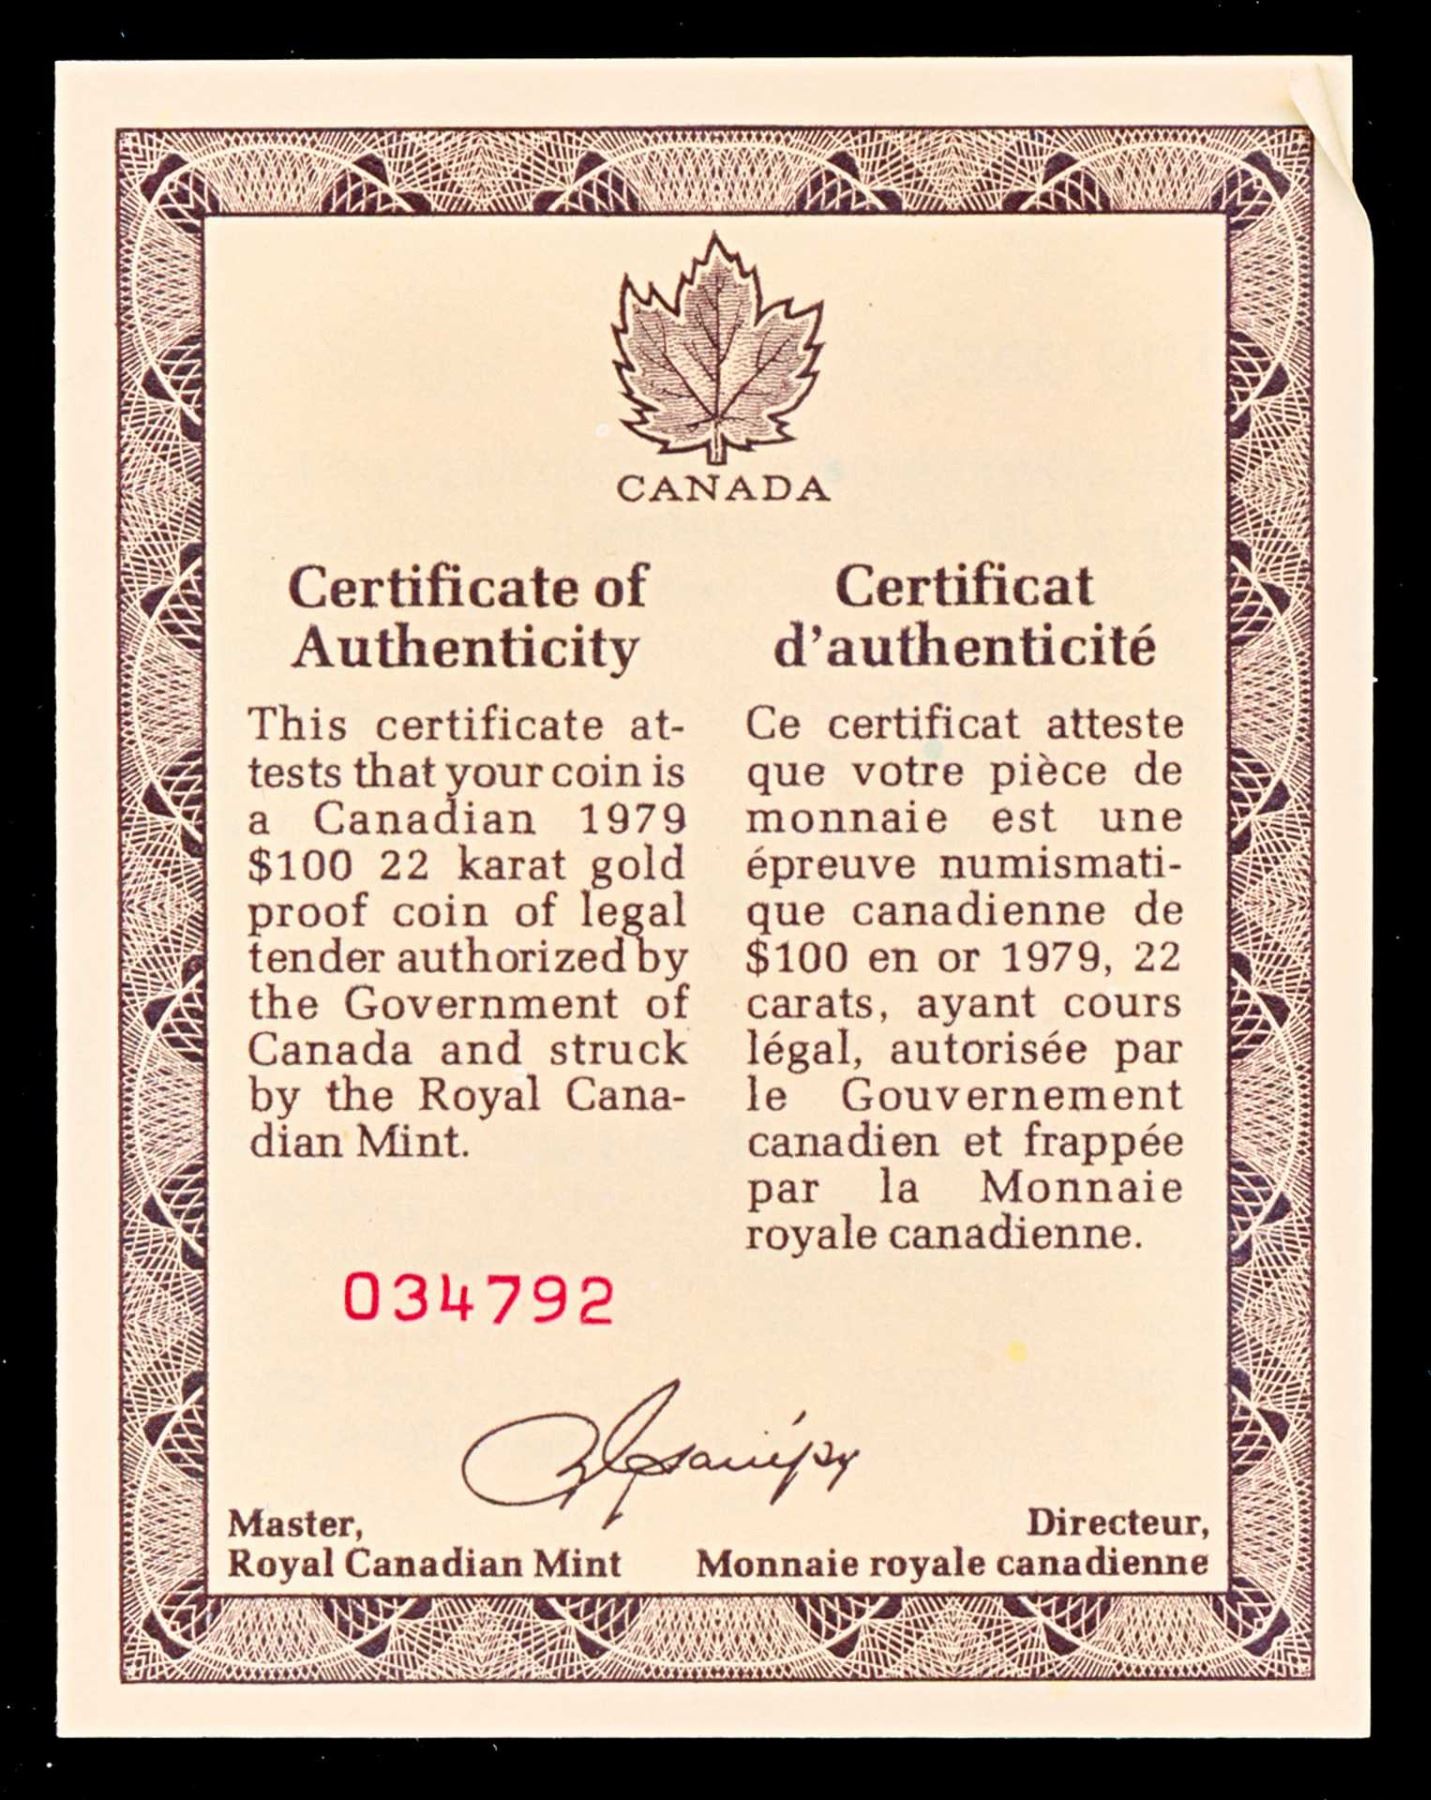 CANADA
Certificate of
Authenticity
This certificate at-
tests that your coin is
a Canadian 1979
$100 22 karat gold
proof coin of legal
tender authorized by
the Government of
Canada and struck
by the Royal Cana-
dian Mint.
034792
Certificat
d'authenticité
Ce certificat atteste
que votre pièce de
monnaie est une
épreuve numismati-
que canadienne de
$100 en or 1979, 22
carats, ayant cours
légal, autorisée par
le Gouvernement
canadien et frappée
par la Monnaie
royale canadienne.
Master,
Royal Canadian Mint
Directeur,
Monnaie royale canadienne